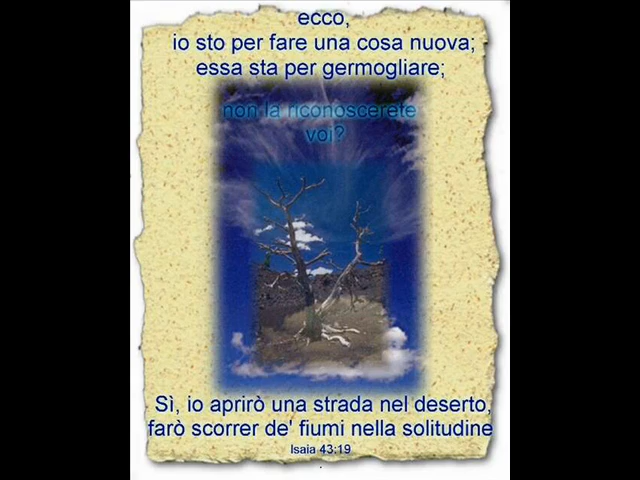 ecco,
io sto per fare una cosa nuova;
essa sta per germogliare;
non la riconoscerete
voi?
Sì, io aprirò una strada nel deserto,
farò scorrer de' fiumi nella solitudine
Isaia 43:19
.